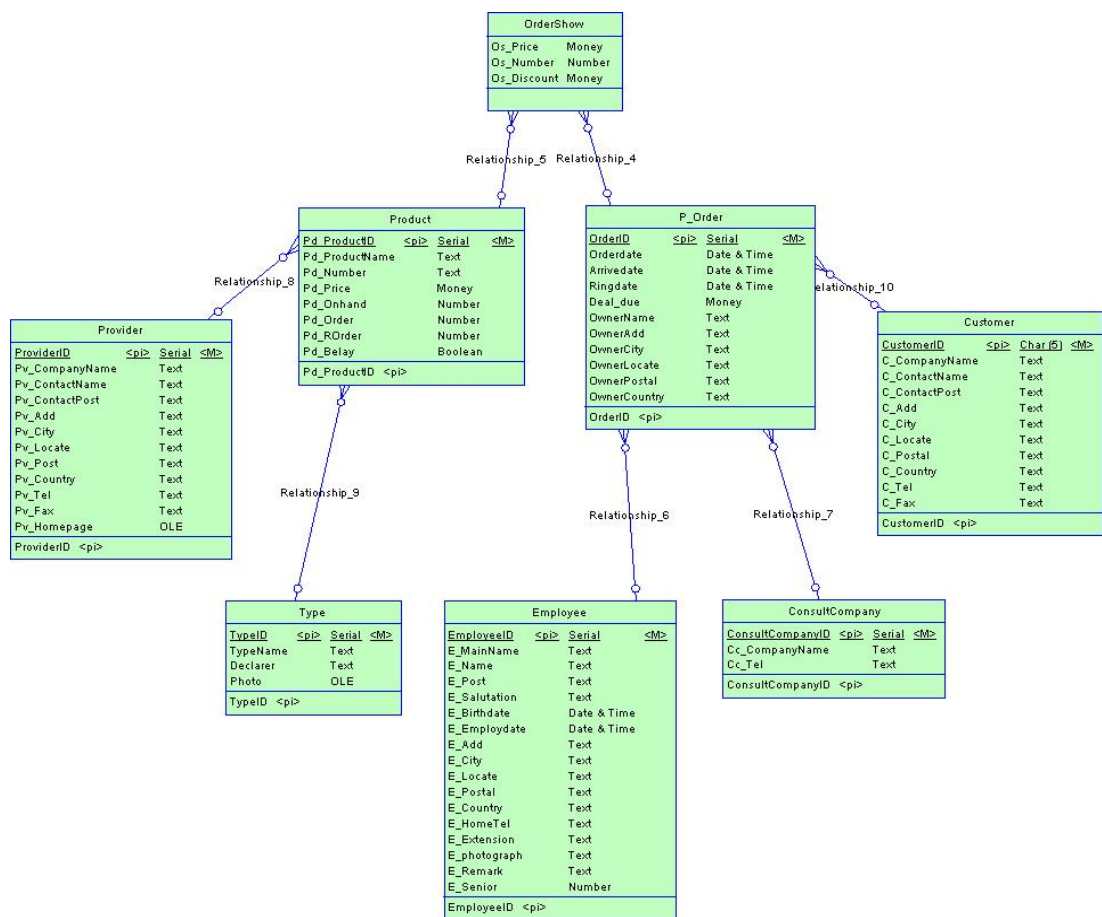 OrderShow
Os_Price Money
Os_Number Number
Os_Discount Money
Relationship_5
Relationship_4
Product
Pd_ProductID <pi> Serial <M>
Pd_ProductName Text
Pd_Number Text
Pd_Price Money
Pd_Onhand Number
Pd_Order Number
Pd_ROrder Number
Pd_Belay Boolean
Pd_ProductID <pi>
P_Order
OrderID <pi> Serial <M>
Orderdate Date & Time
Arrivedate Date & Time
Ringdate Date & Time
Deal_due Money
OwnerName Text
OwnerAdd Text
OwnerCity Text
OwnerLocate Text
OwnerPostal Text
OwnerCountry Text
OrderID <pi>
Relationship_8
Relationship_10
Provider
ProviderID <pi> Serial <M>
Pv_CompanyName Text
Pv_ContactName Text
Pv_ContactPost Text
Pv_Add Text
Pv_City Text
Pv_Locate Text
Pv_Post Text
Pv_Country Text
Pv_Tel Text
Pv_Fax Text
Pv_Homepage OLE
ProviderID <pi>
Customer
CustomerID <pi> Char (5) <M>
C_CompanyName Text
C_ContactName Text
C_ContactPost Text
C_Add Text
C_City Text
C_Locate Text
C_Postal Text
C_Country Text
C_Tel Text
C_Fax Text
CustomerID <pi>
Relationship_9
Relationship_6
Relationship_7
Type
TypeID <pi> Serial <M>
TypeName Text
Declarer Text
Photo OLE
TypeID <pi>
Employee
EmployeeID <pi> Serial <M>
E_MainName Text
E_Name Text
E_Post Text
E_Salutation Text
E_Birthdate Date & Time
E_Employdate Date & Time
E_Add Text
E_City Text
E_Locate Text
E_Postal Text
E_Country Text
E_HomeTel Text
E_Extension Text
E_photograph Text
E_Remark Text
E_Senior Number
EmployeeID <pi>
ConsultCompany
ConsultCompanyID <pi> Serial <M>
Cc_CompanyName Text
Cc_Tel Text
ConsultCompanyID <pi>